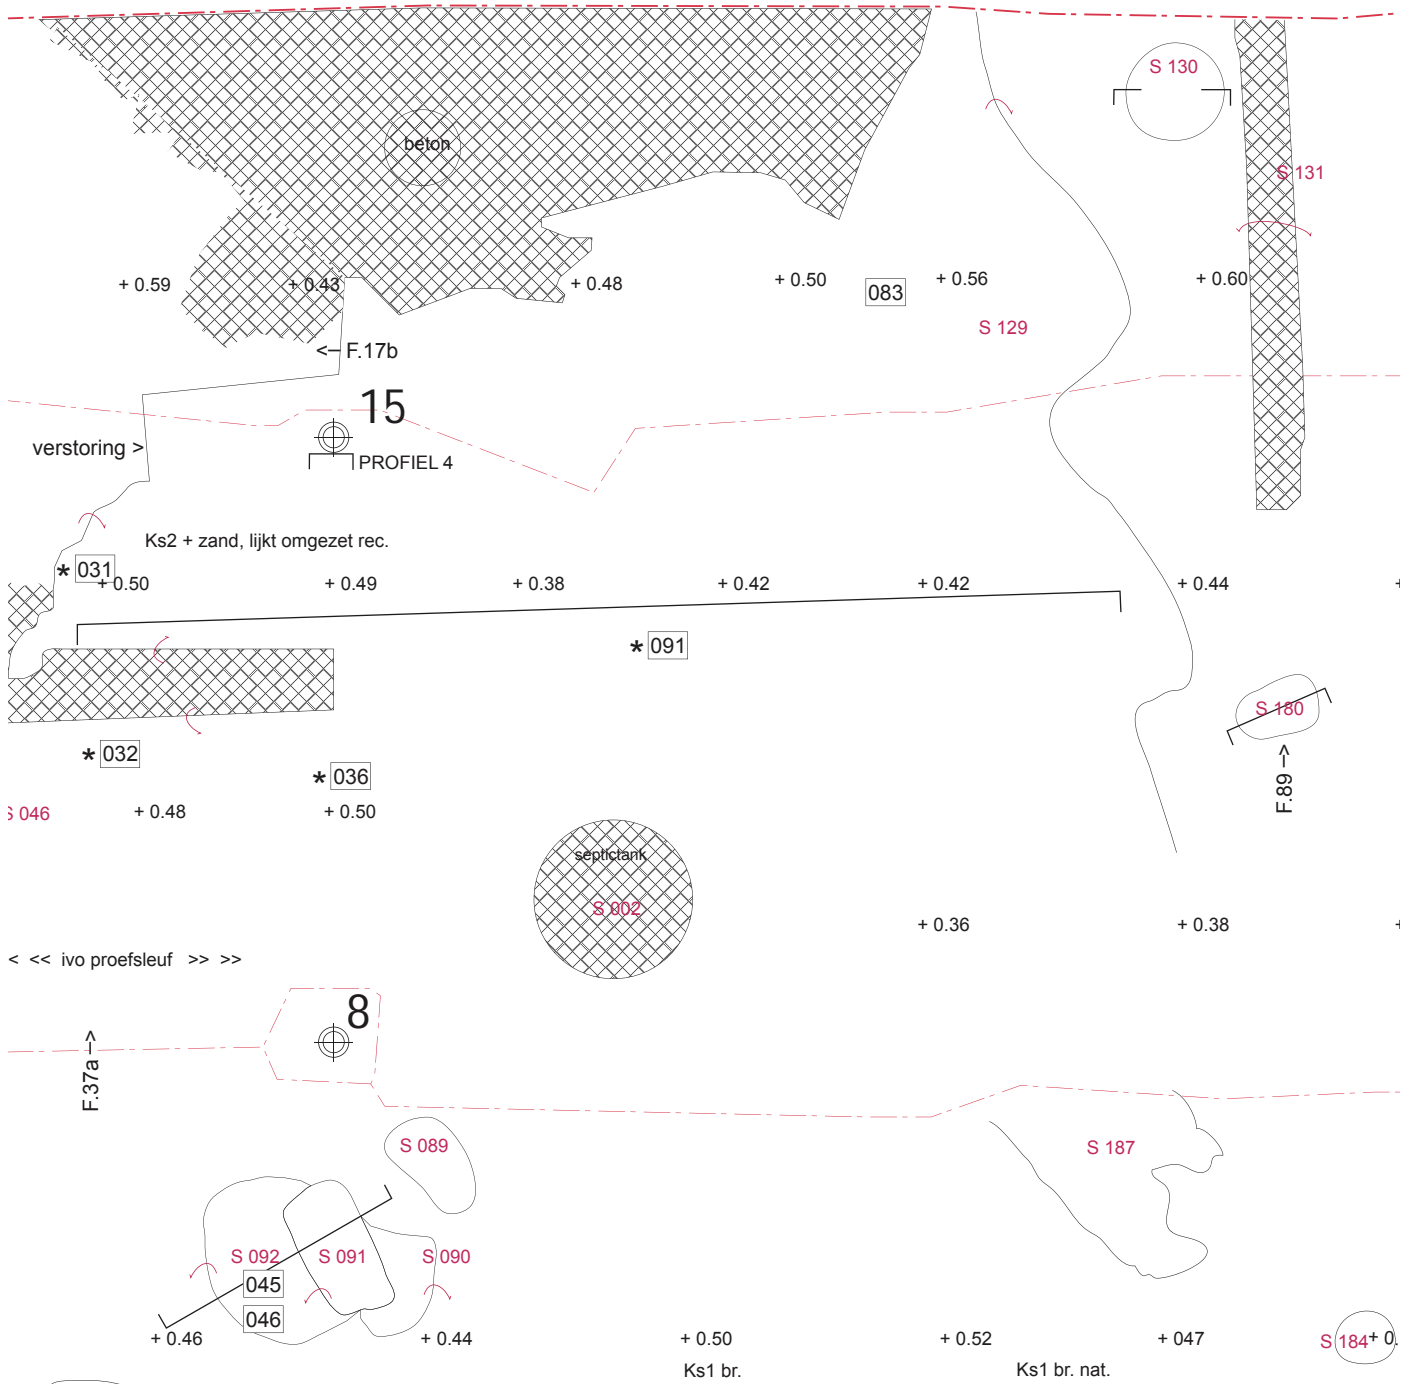 S 130
beton
S 131
+ 0.59
+ 0.43
+ 0.48
+ 0.50
083
+ 0.56
+ 0.60
S 129
<– F.17b
15
verstoring >
PROFIEL 4
Ks2 + zand, lijkt omgezet rec.
* 031
+ 0.50
+ 0.49
+ 0.38
+ 0.42
+ 0.42
+ 0.44
* 091
S 180
* 032
* 036
F.89 –>
S 046
+ 0.48
+ 0.50
septictank
S 002
+ 0.36
+ 0.38
< << ivo proefsleuf >> >>
8
F.37a –>
S 089
S 187
S 092
S 091
S 090
045
046
+ 0.46
+ 0.44
+ 0.50
+ 0.52
+ 047
S 184
+ 0.
Ks1 br.
Ks1 br. nat.